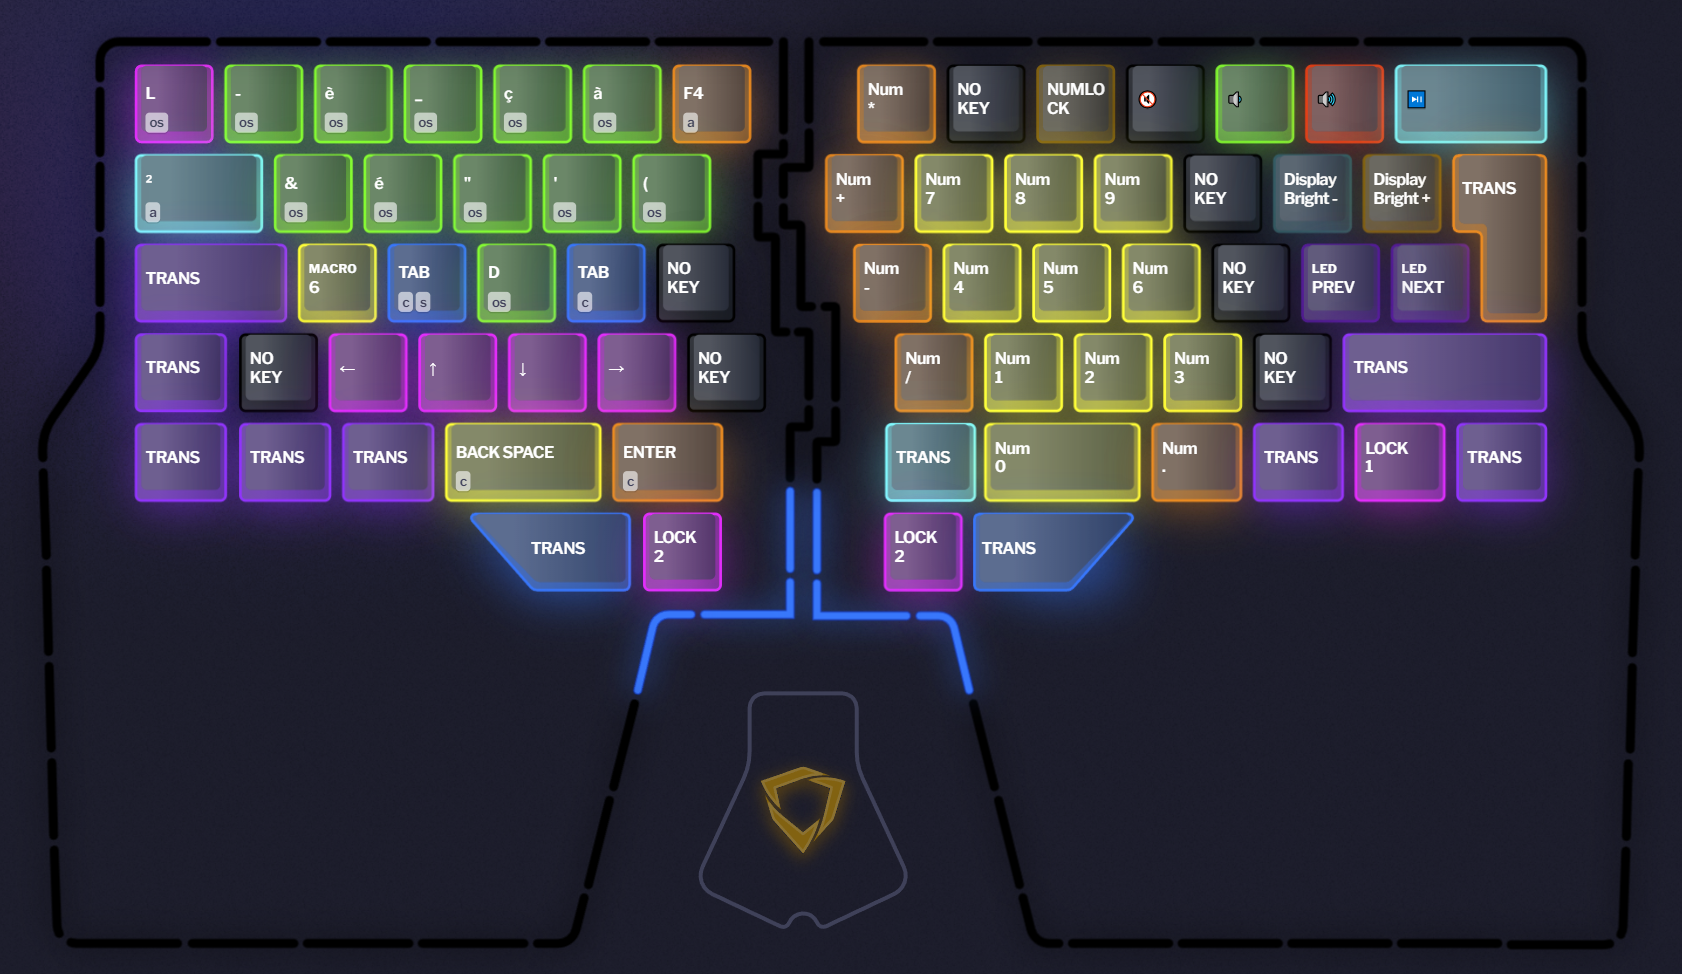 L
os
-
os
è
os
_
os
ç
os
à
os
F4
a
Num
*
NO
KEY
NUMLO
CK
²
a
&
os
é
os
"
os
'
os
(
os
Num
+
Num
7
Num
8
Num
9
NO
KEY
Display
Bright -
Display
Bright +
TRANS
TRANS
MACRO
6
TAB
c s
D
os
TAB
c
NO
KEY
Num
-
Num
4
Num
5
Num
6
NO
KEY
LED
PREV
LED
NEXT
TRANS
NO
KEY
←
↑
↓
→
NO
KEY
Num
/
Num
1
Num
2
Num
3
NO
KEY
TRANS
TRANS
TRANS
TRANS
BACK SPACE
c
ENTER
c
TRANS
Num
0
Num
.
TRANS
LOCK
1
TRANS
TRANS
LOCK
2
LOCK
2
TRANS